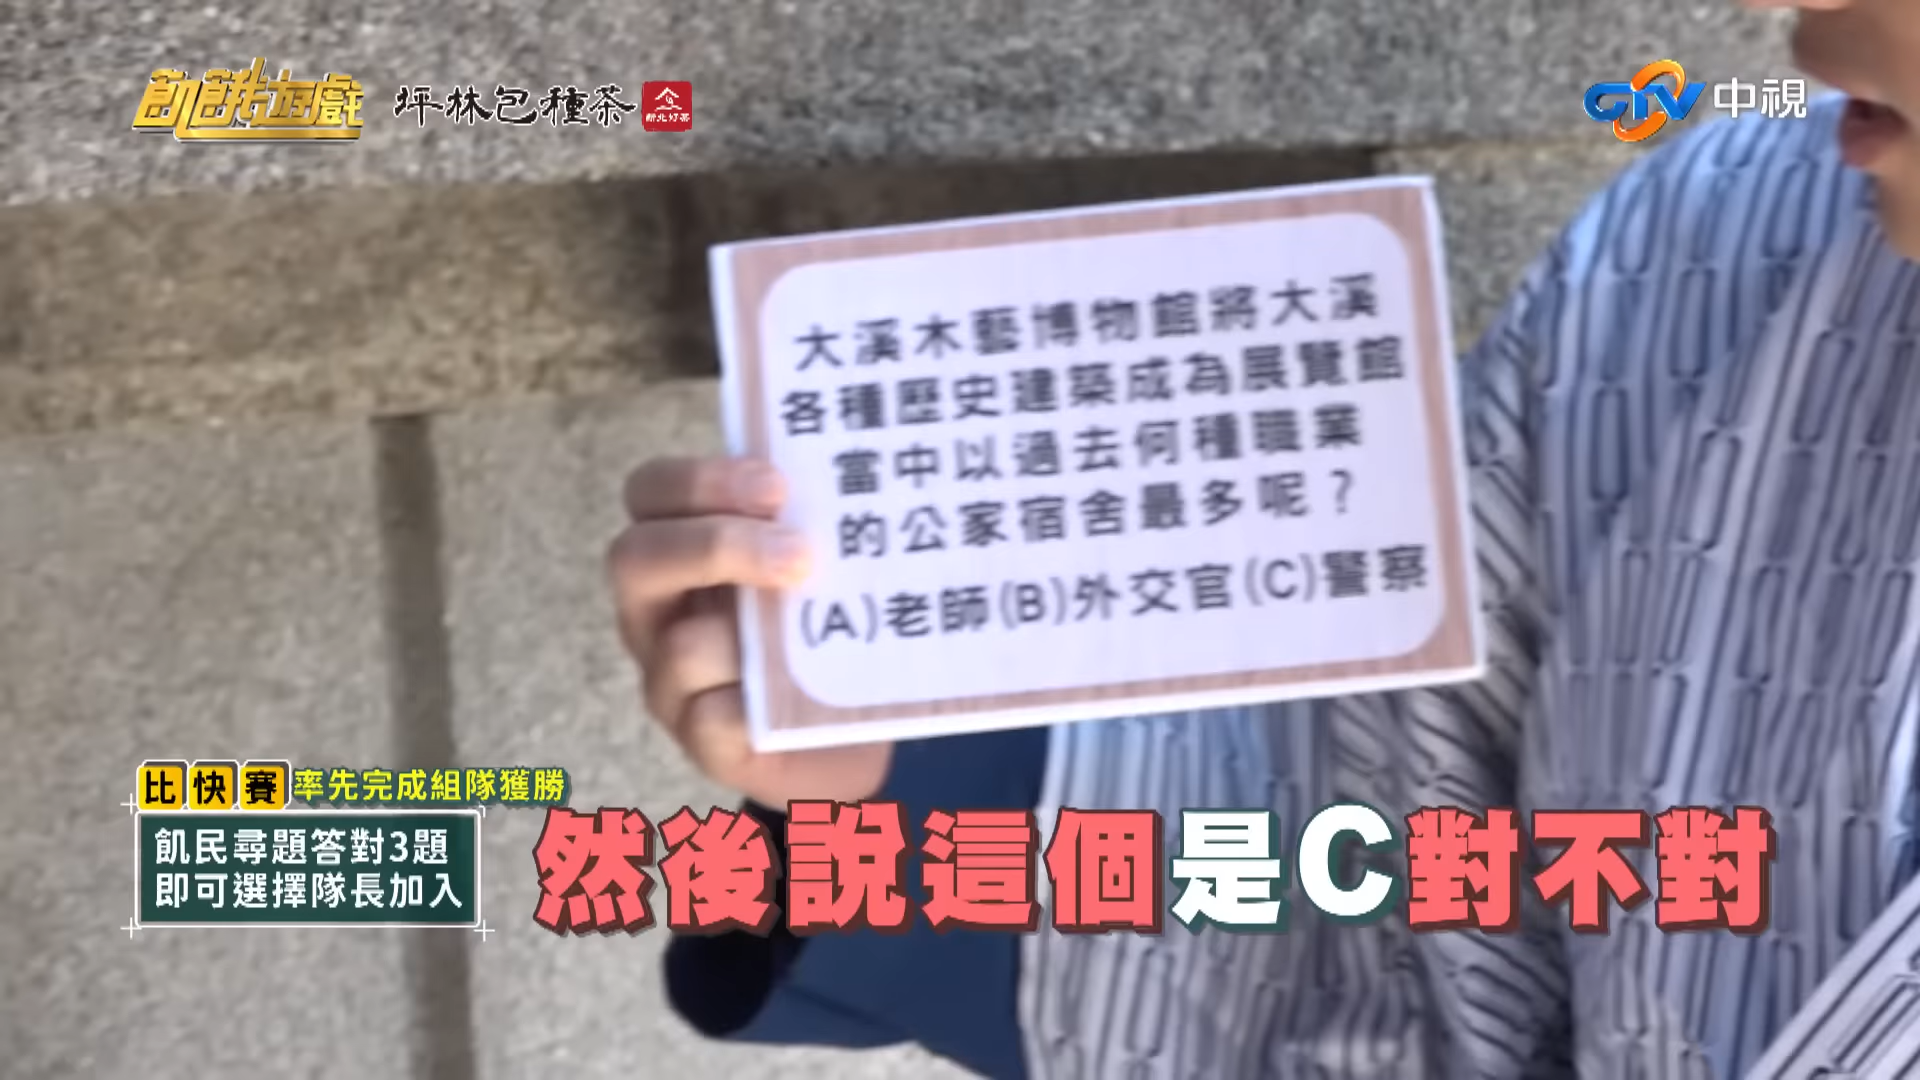 飢餓遊戲
坪林包種茶
新北好茶
CTV中視
大溪木藝博物館將大溪
各種歷史建築成為展覽館
當中以過去何種職業
的公家宿舍最多呢？
(A)老師(B)外交官(C)警察
比快賽 率先完成組隊獲勝
飢民尋題答對3題
即可選擇隊長加入
然後說這個是C對不對